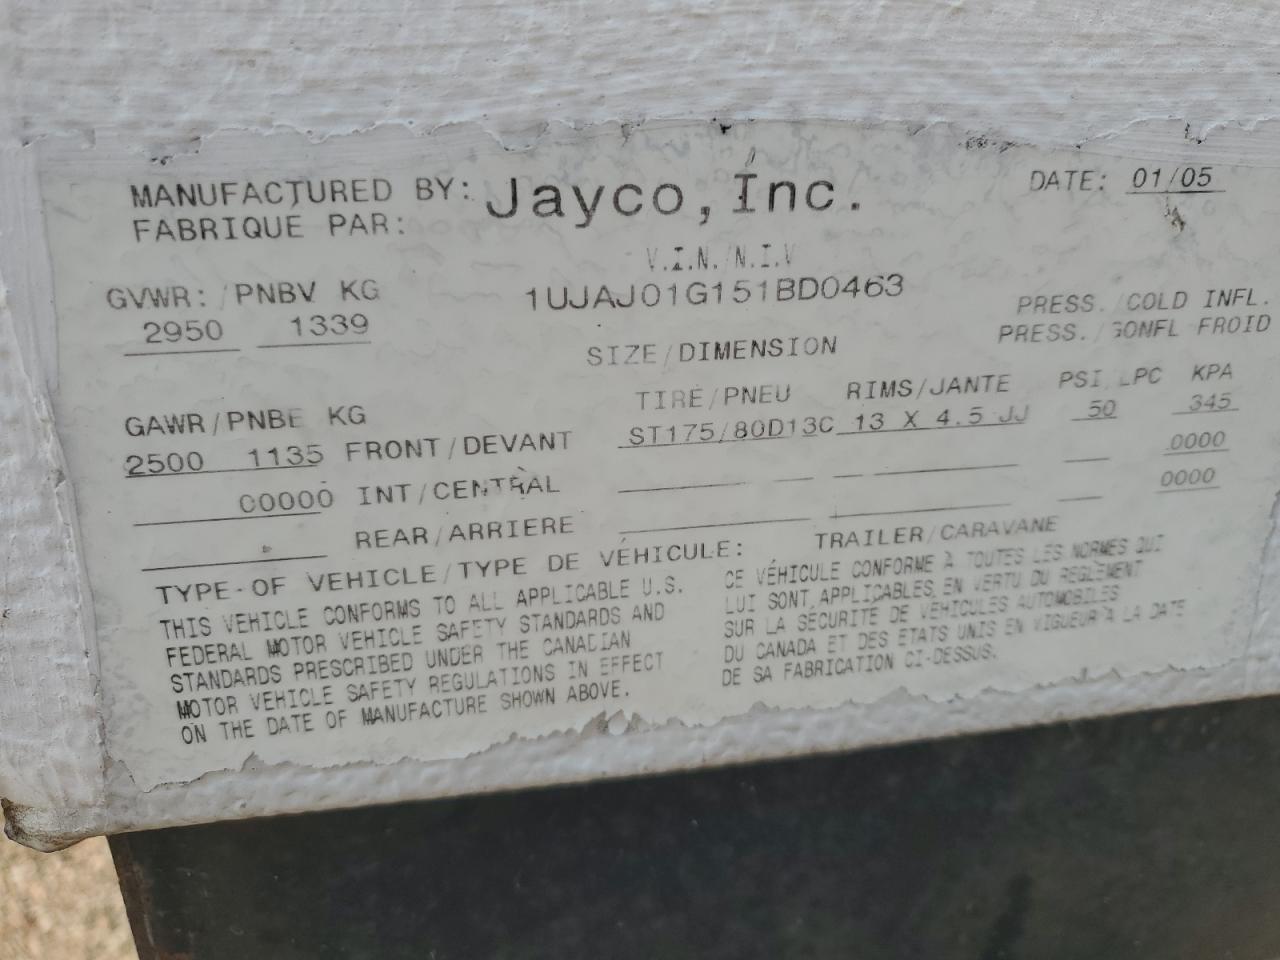 MANUFACTURED BY: Jayco, Inc. DATE: 01/05
FABRIQUE PAR:
V.I.N./N.I.V
GVWR: /PNBV KG 1UJAJ01G151BD0463 PRESS./COLD INFL.
2950 1339 SIZE/DIMENSION PRESS./GONFL FROID
GAWR/PNBE KG TIRE/PNEU RIMS/JANTE PSI/LPC KPA
2500 1135 FRONT/DEVANT ST175/80D13C 13 X 4.5 JJ 50 345
00000 INT/CENTRAL 0000
REAR/ARRIERE 0000
TYPE-OF VEHICLE/TYPE DE VÉHICULE: TRAILER/CARAVANE
THIS VEHICLE CONFORMS TO ALL APPLICABLE U.S.
FEDERAL MOTOR VEHICLE SAFETY STANDARDS AND
STANDARDS PRESCRIBED UNDER THE CANADIAN
MOTOR VEHICLE SAFETY REGULATIONS IN EFFECT
ON THE DATE OF MANUFACTURE SHOWN ABOVE.
CE VÉHICULE CONFORME À TOUTES LES NORMES QUI
LUI SONT APPLICABLES EN VERTU DU REGLEMENT
SUR LA SÉCURITE DE VEHICULES AUTOMOBILES
DU CANADA ET DES ETATS UNIS EN VIGUEUR À LA DATE
DE SA FABRICATION CI-DESSUS.